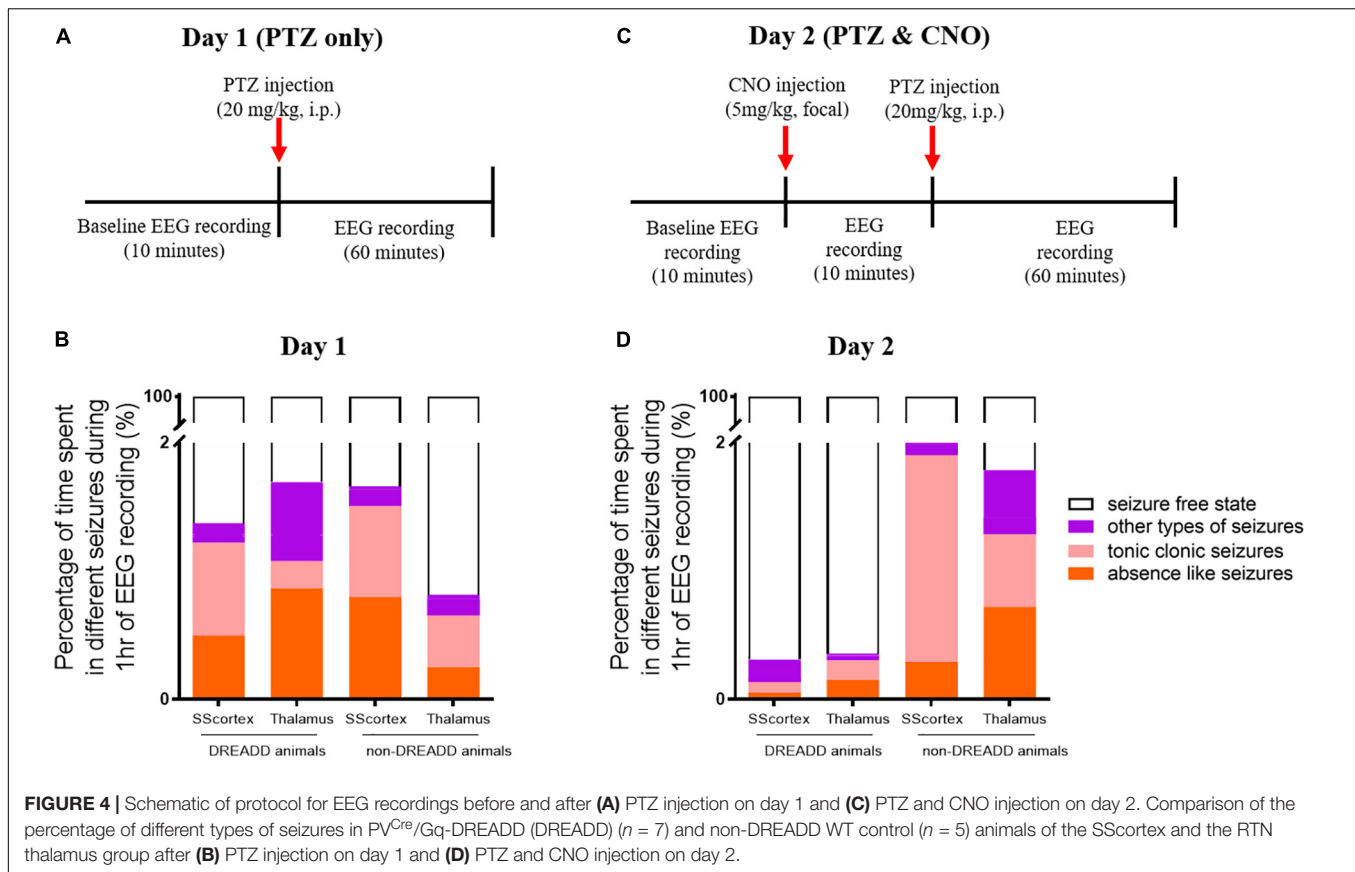 A
Day 1 (PTZ only)
PTZ injection
(20 mg/kg, i.p.)
Baseline EEG recording
(10 minutes)
EEG recording
(60 minutes)
C
Day 2 (PTZ & CNO)
CNO injection
(5mg/kg, focal)
PTZ injection
(20mg/kg, i.p.)
Baseline EEG
recording
(10 minutes)
EEG
recording
(10 minutes)
EEG
recording
(60 minutes)
B
Day 1
Percentage of time spent
in different seizures during
1hr of EEG recording (%)
100
2
0
SScortex
Thalamus
SScortex
Thalamus
DREADD animals
non-DREADD animals
D
Day 2
Percentage of time spent
in different seizures during
1hr of EEG recording (%)
100
2
0
SScortex
Thalamus
SScortex
Thalamus
DREADD animals
non-DREADD animals
seizure free state
other types of seizures
tonic clonic seizures
absence like seizures
FIGURE 4 | Schematic of protocol for EEG recordings before and after (A) PTZ injection on day 1 and (C) PTZ and CNO injection on day 2. Comparison of the
percentage of different types of seizures in PVCre/Gq-DREADD (DREADD) (n = 7) and non-DREADD WT control (n = 5) animals of the SScortex and the RTN
thalamus group after (B) PTZ injection on day 1 and (D) PTZ and CNO injection on day 2.